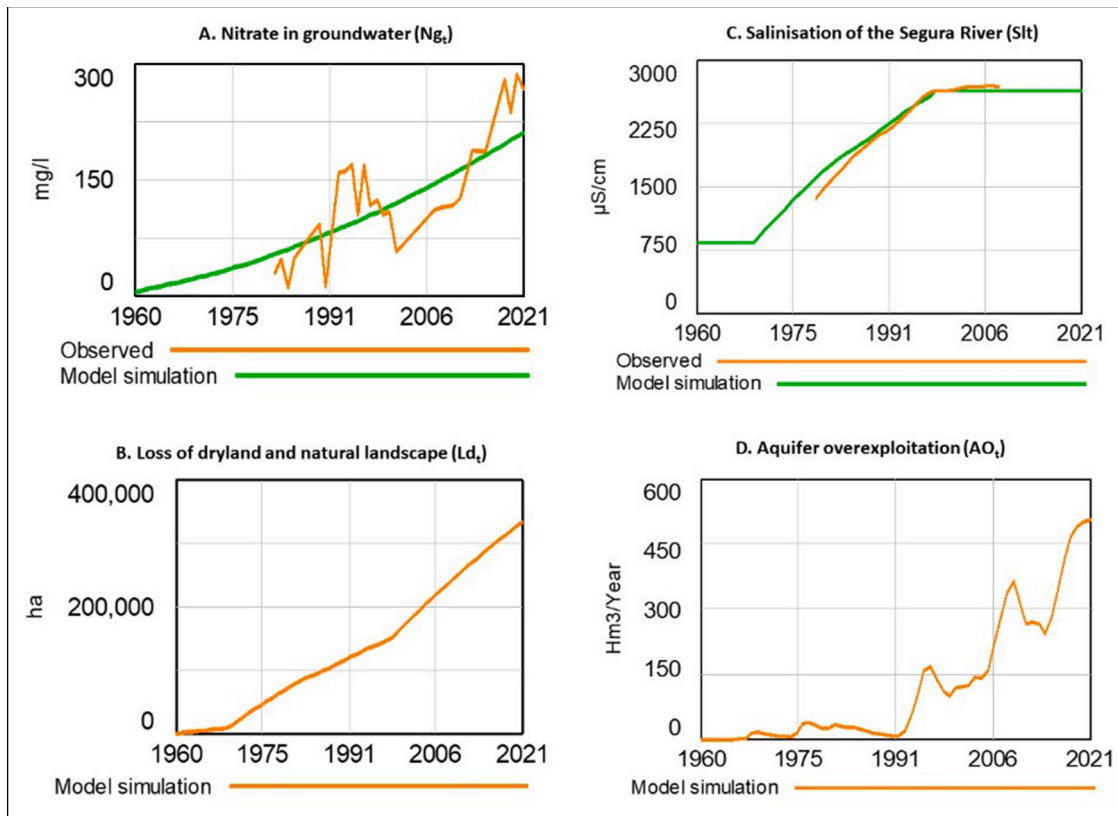 A. Nitrate in groundwater (Ngt)
300
150
0
mg/l
1960 1975 1991 2006 2021
Observed
Model simulation
C. Salinisation of the Segura River (Slt)
3000
2250
1500
750
0
µS/cm
1960 1975 1991 2006 2021
Observed
Model simulation
B. Loss of dryland and natural landscape (Ldt)
400,000
200,000
0
ha
1960 1975 1991 2006 2021
Model simulation
D. Aquifer overexploitation (AOt)
600
450
300
150
0
Hm3/Year
1960 1975 1991 2006 2021
Model simulation